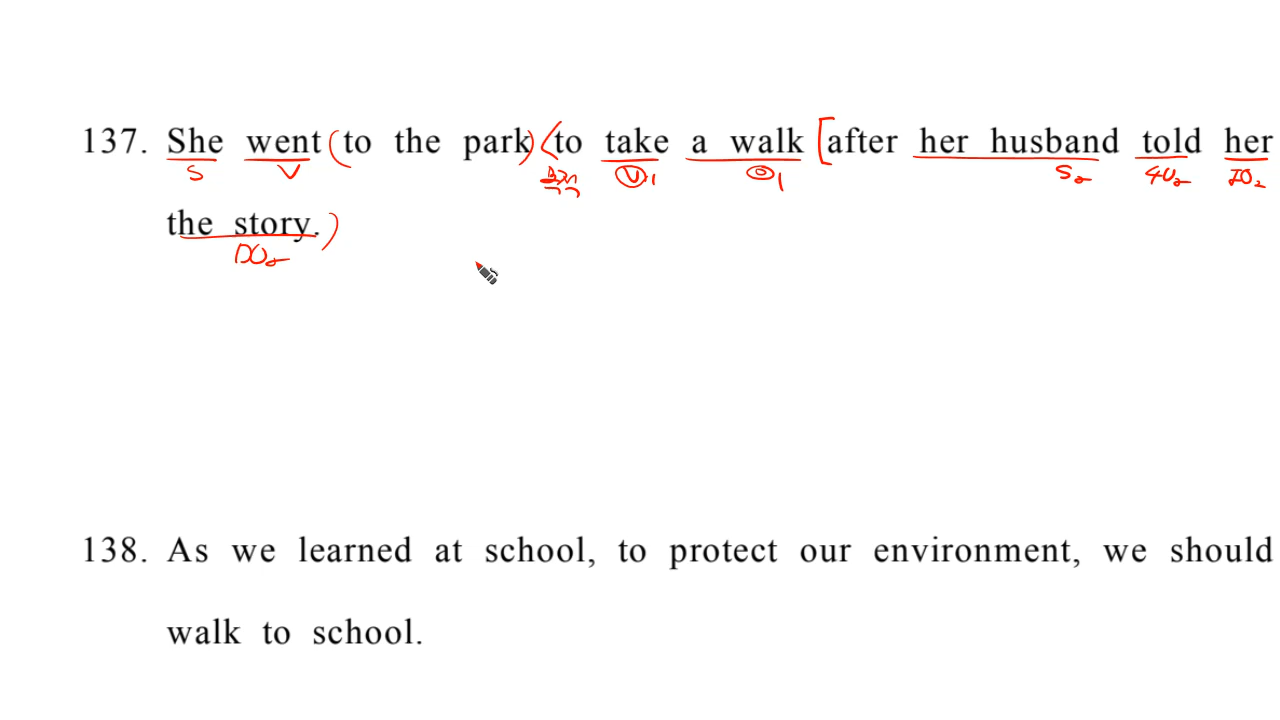 137. She went (to the park) <to take a walk [after her husband told her
S V V1 O1 S2 4V2 IO2
the story.)
DO2
138. As we learned at school, to protect our environment, we should
walk to school.